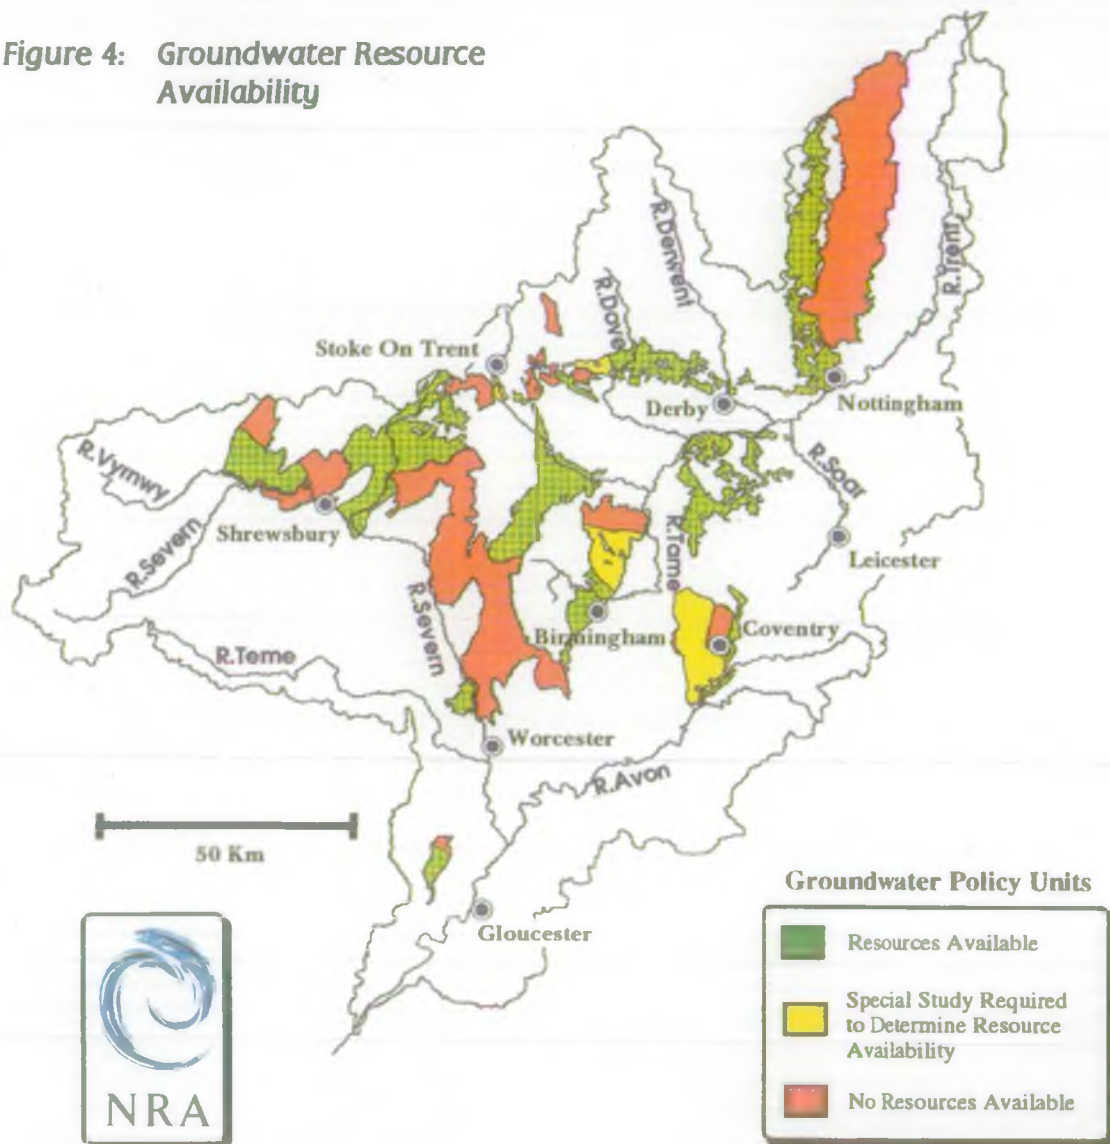 Figure 4: Groundwater Resource
Availability
R.Derwent
R.Dove
R.Trent
Stoke On Trent
Derby
Nottingham
R.Vyrnwy
R.Soar
Shrewsbury
R.Severn
R.Tame
Leicester
R.Severn
Birmingham
Coventry
R.Teme
Worcester
R.Avon
50 Km
Gloucester
NRA
Groundwater Policy Units
Resources Available
Special Study Required
to Determine Resource
Availability
No Resources Available